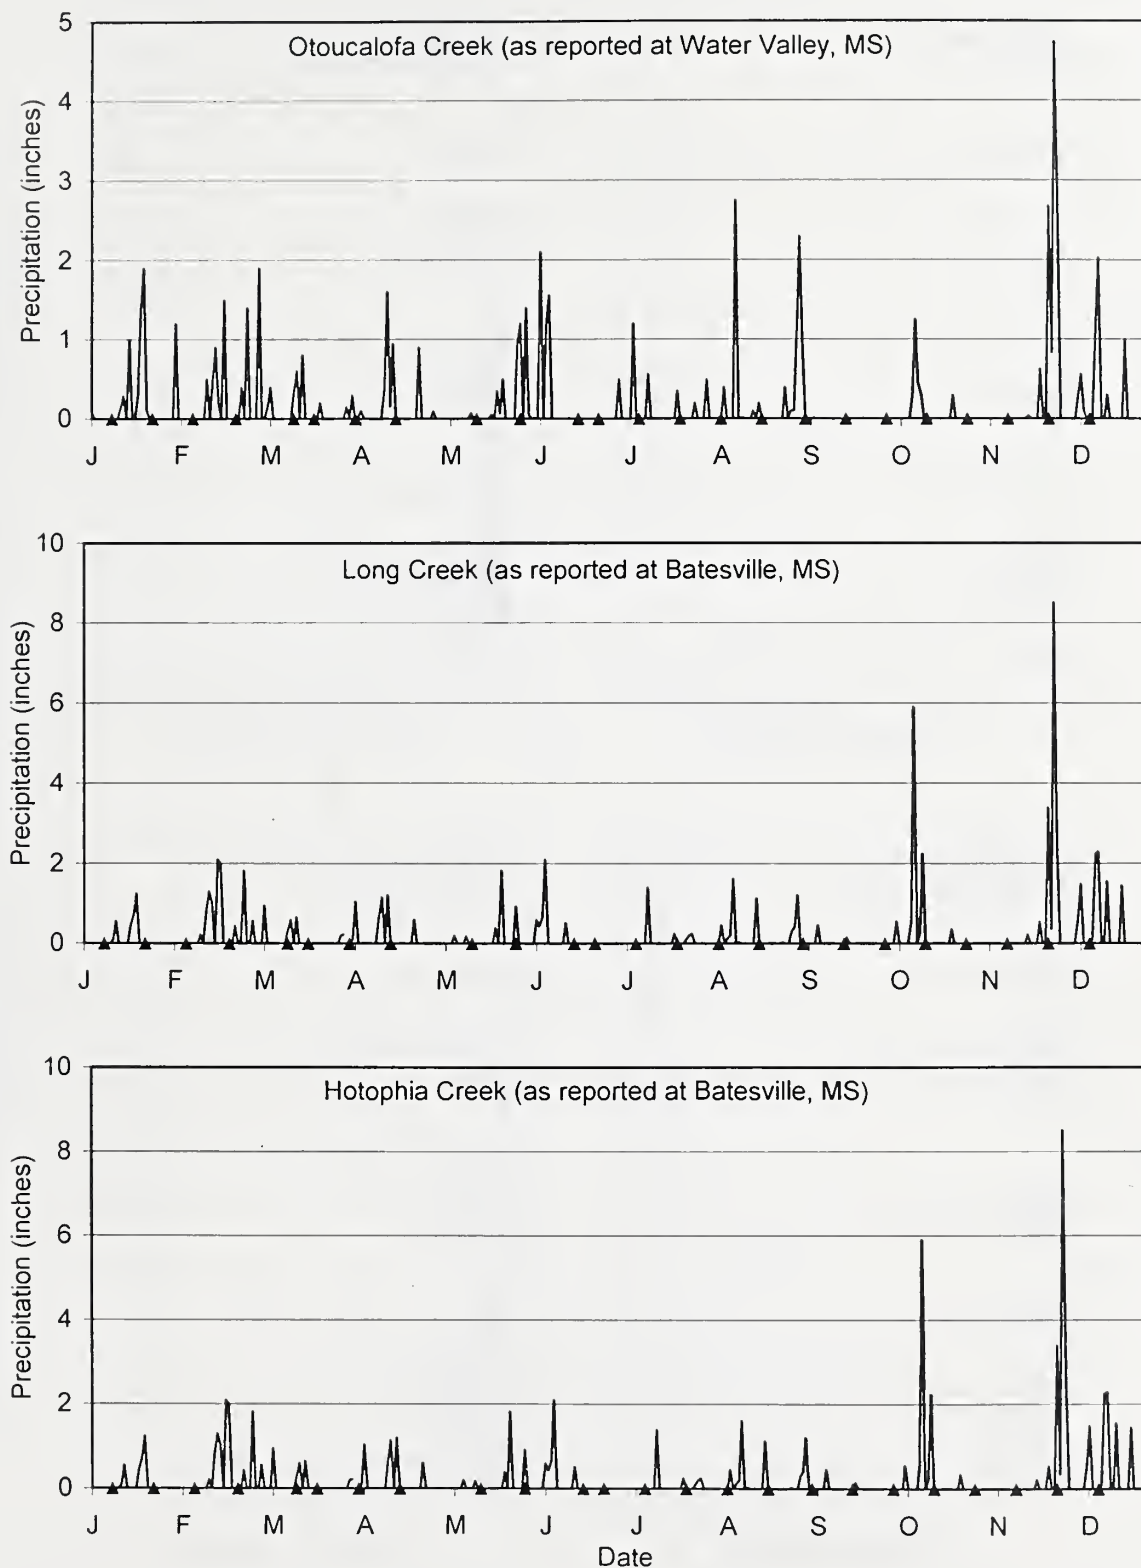 Otoucalofa Creek (as reported at Water Valley, MS)
Precipitation (inches)
5
4
3
2
1
0
J F M A M J J A S O N D
Long Creek (as reported at Batesville, MS)
Precipitation (inches)
10
8
6
4
2
0
J F M A M J J A S O N D
Hotophia Creek (as reported at Batesville, MS)
Precipitation (inches)
10
8
6
4
2
0
J F M A M J J A S O N D
Date